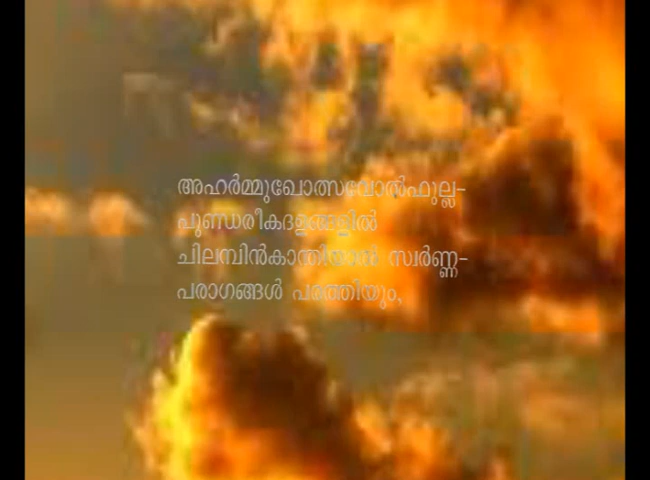 അഹർമ്മുഖോത്സവോൽഫുല്ല-
പുണ്ഡരീകദളങ്ങളിൽ
ചിലമ്പിൻകാന്തിയാൽ സ്വർണ്ണ-
പരാഗങ്ങൾ പരത്തിയും,